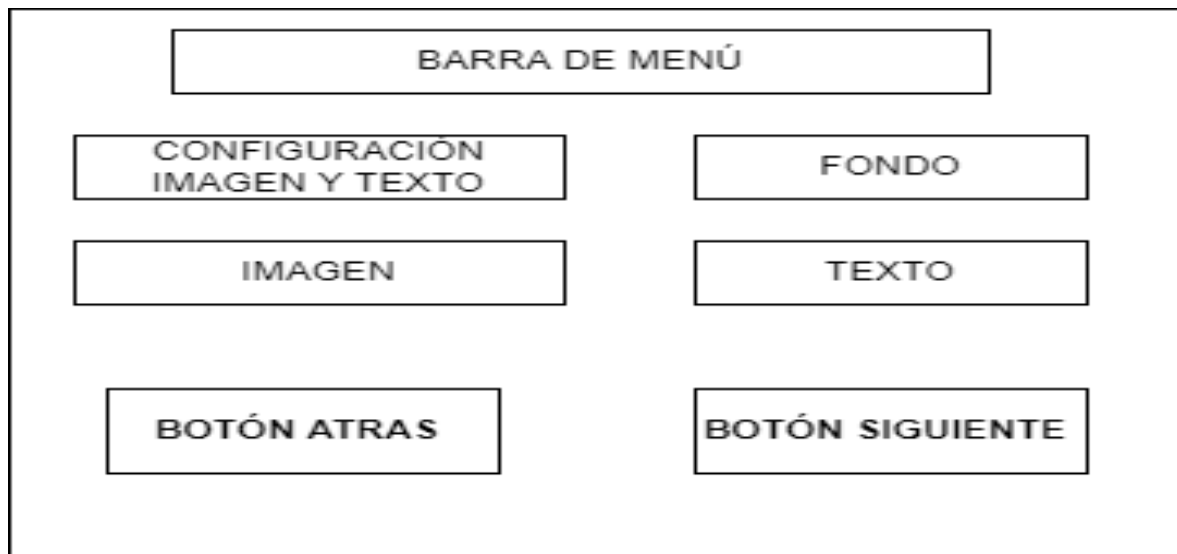 BARRA DE MENÚ
CONFIGURACIÓN
IMAGEN Y TEXTO
FONDO
IMAGEN
TEXTO
BOTÓN ATRAS
BOTÓN SIGUIENTE